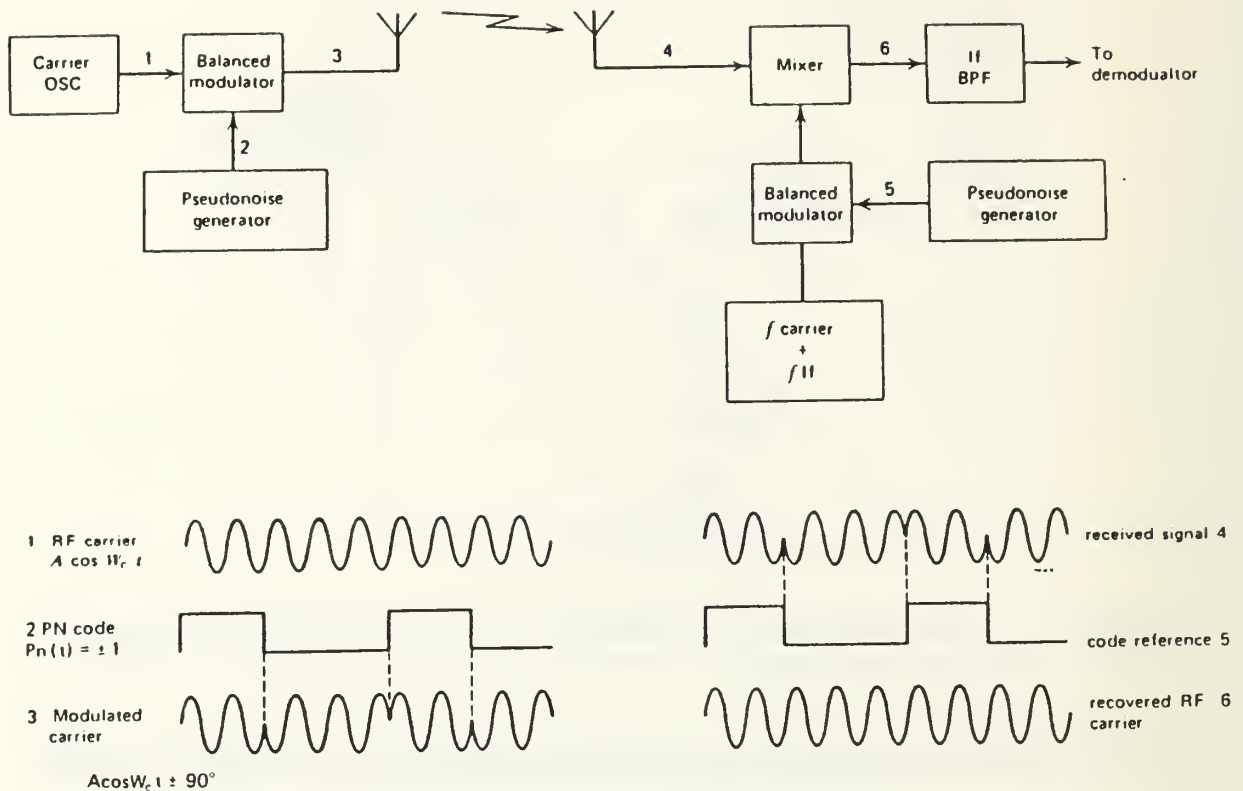 Carrier
OSC
1
Balanced
modulator
3
2
Pseudonoise
generator
4
Mixer
6
If
BPF
To
demodualtor
Balanced
modulator
5
Pseudonoise
generator
f carrier
+
f If
1 RF carrier
A cos Wc t
2 PN code
Pn (t) = ± 1
3 Modulated
carrier
AcosWc t ± 90°
received signal 4
code reference 5
recovered RF 6
carrier